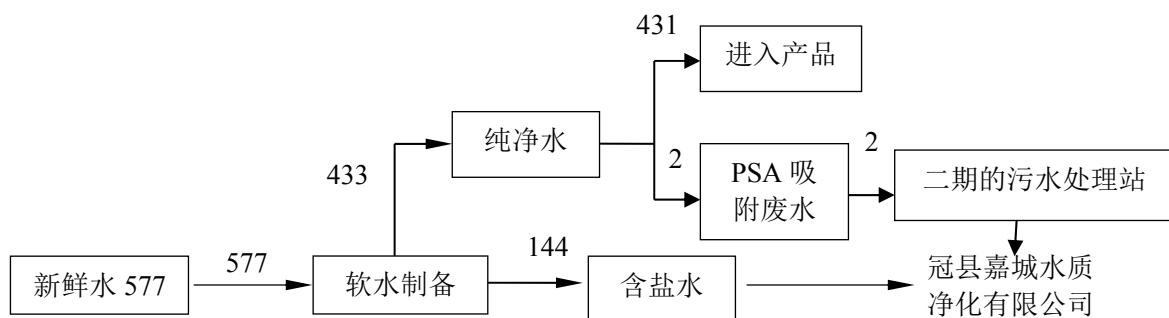 431
进入产品
纯净水
433
2
PSA 吸
附废水
2
二期的污水处理站
新鲜水 577
577
软水制备
144
含盐水
冠县嘉城水质
净化有限公司